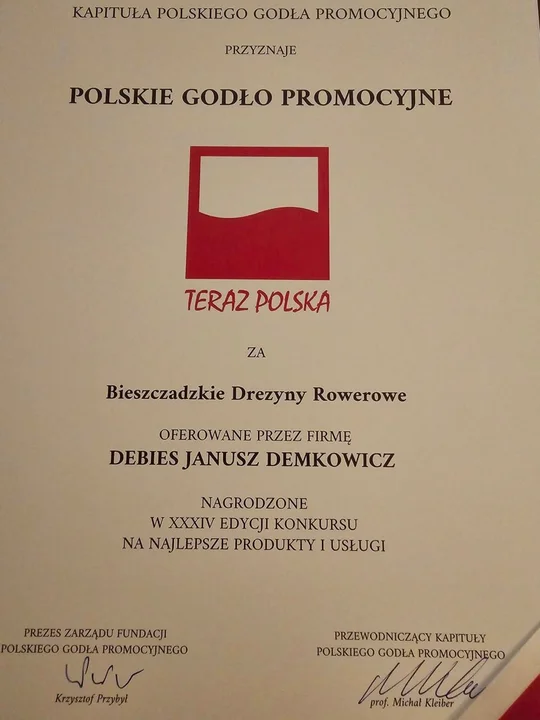 KAPITUŁA POLSKIEGO GODŁA PROMOCYJNEGO
PRZYZNAJE
POLSKIE GODŁO PROMOCYJNE
TERAZ POLSKA
ZA
Bieszczadzkie Drezyny Rowerowe
OFEROWANE PRZEZ FIRMĘ
DEBIES JANUSZ DEMKOWICZ
NAGRODZONE
W XXXIV EDYCJI KONKURSU
NA NAJLEPSZE PRODUKTY I USŁUGI
PREZES ZARZĄDU FUNDACJI
POLSKIEGO GODŁA PROMOCYJNEGO
Krzysztof Przybył
PRZEWODNICZĄCY KAPITUŁY
POLSKIEGO GODŁA PROMOCYJNEGO
prof. Michał Kleiber